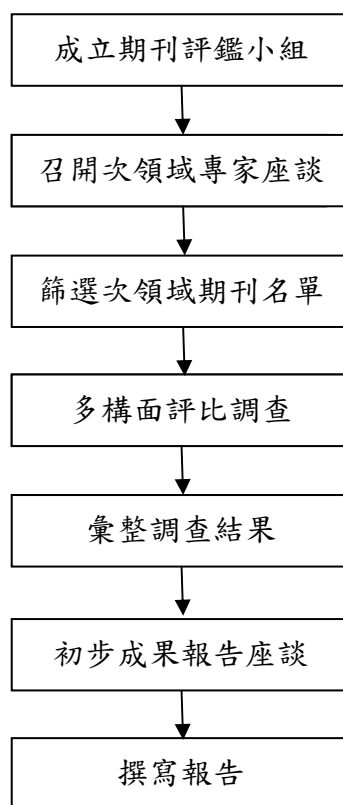 成立期刊評鑑小組
召開次領域專家座談
篩選次領域期刊名單
多構面評比調查
彙整調查結果
初步成果報告座談
撰寫報告